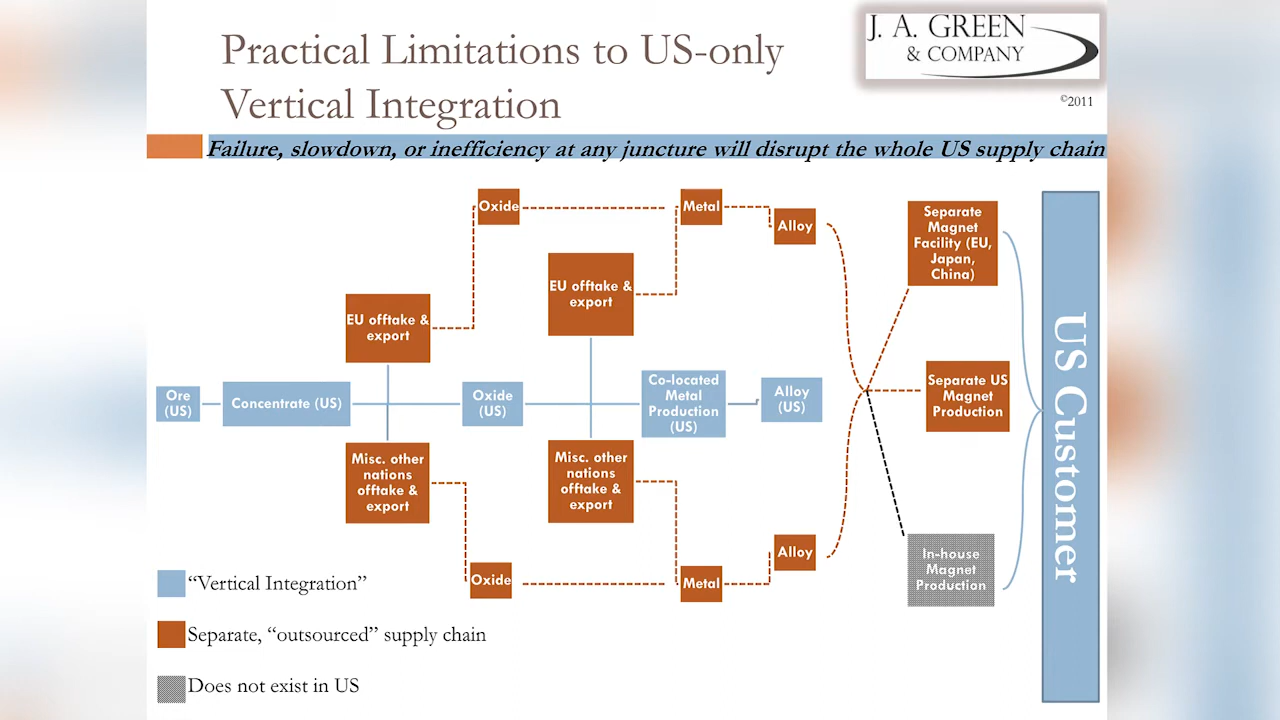 Practical Limitations to US-only
Vertical Integration
J. A. GREEN
& COMPANY
©2011
Failure, slowdown, or inefficiency at any juncture will disrupt the whole US supply chain
Oxide
Metal
Alloy
Separate
Magnet
Facility (EU,
Japan,
China)
EU offtake &
export
EU offtake &
export
Ore
(US)
Concentrate (US)
Oxide
(US)
Co-located
Metal
Production
(US)
Alloy
(US)
Separate US
Magnet
Production
US Customer
Misc. other
nations
offtake &
export
Misc. other
nations
offtake &
export
Oxide
Metal
Alloy
In-house
Magnet
Production
“Vertical Integration”
Separate, “outsourced” supply chain
Does not exist in US